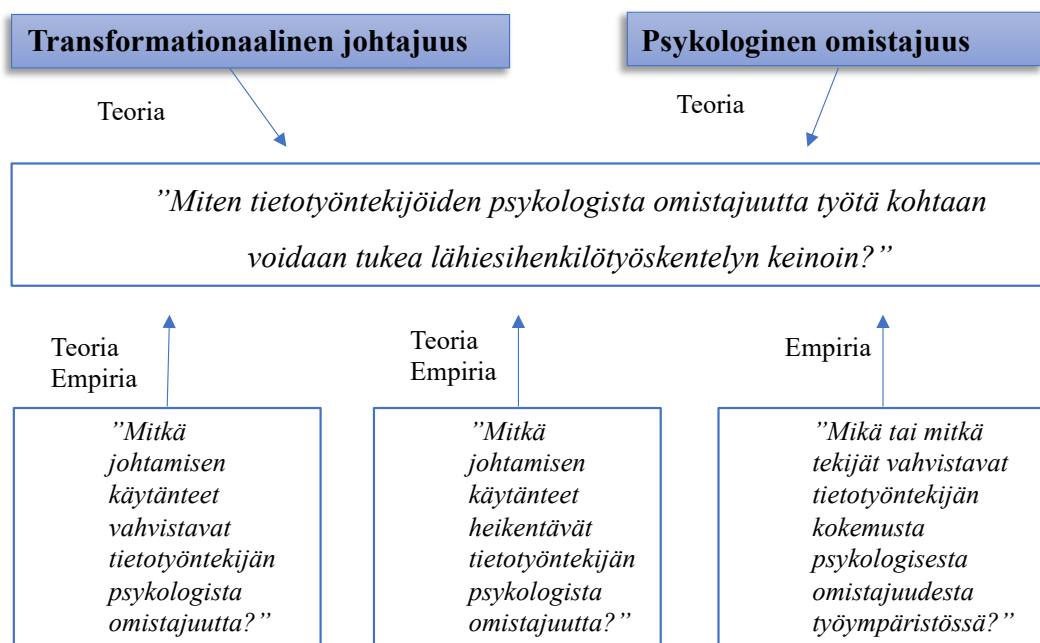 Transformationaalinen johtajuus
Psykologinen omistajuus
Teoria
Teoria
”Miten tietotyöntekijöiden psykologista omistajuutta työtä kohtaan
voidaan tukea lähiesihenkilötyöskentelyn keinoin?”
Teoria
Empiria
Teoria
Empiria
Empiria
”Mitkä
johtamisen
käytänteet
vahvistavat
tietotyöntekijän
psykologista
omistajuutta?”
”Mitkä
johtamisen
käytänteet
heikentävät
tietotyöntekijän
psykologista
omistajuutta?”
”Mikä tai mitkä
tekijät vahvistavat
tietotyöntekijän
kokemusta
psykologisesta
omistajuudesta
työympäristössä?”